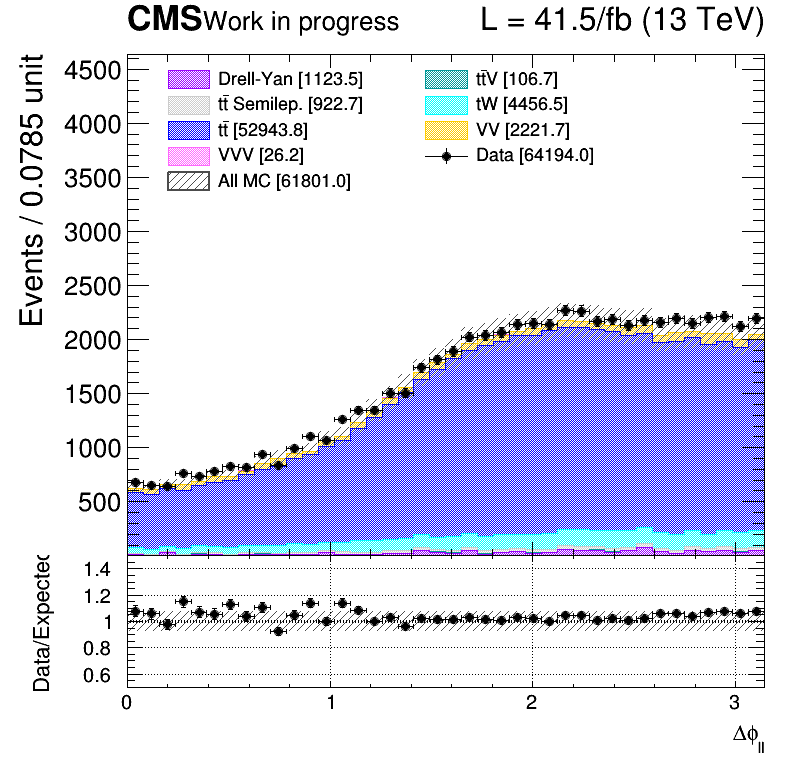 CMS Work in progress L = 41.5/fb (13 TeV)
Events / 0.0785 unit
4500
4000
3500
3000
2500
2000
1500
1000
500
Drell-Yan [1123.5]
tt̄ Semilep. [922.7]
tt̄ [52943.8]
VVV [26.2]
All MC [61801.0]
tt̄V [106.7]
tW [4456.5]
VV [2221.7]
Data [64194.0]
Data/Expected
1.4
1.2
1
0.8
0.6
0 1 2 3
Δϕ_ll